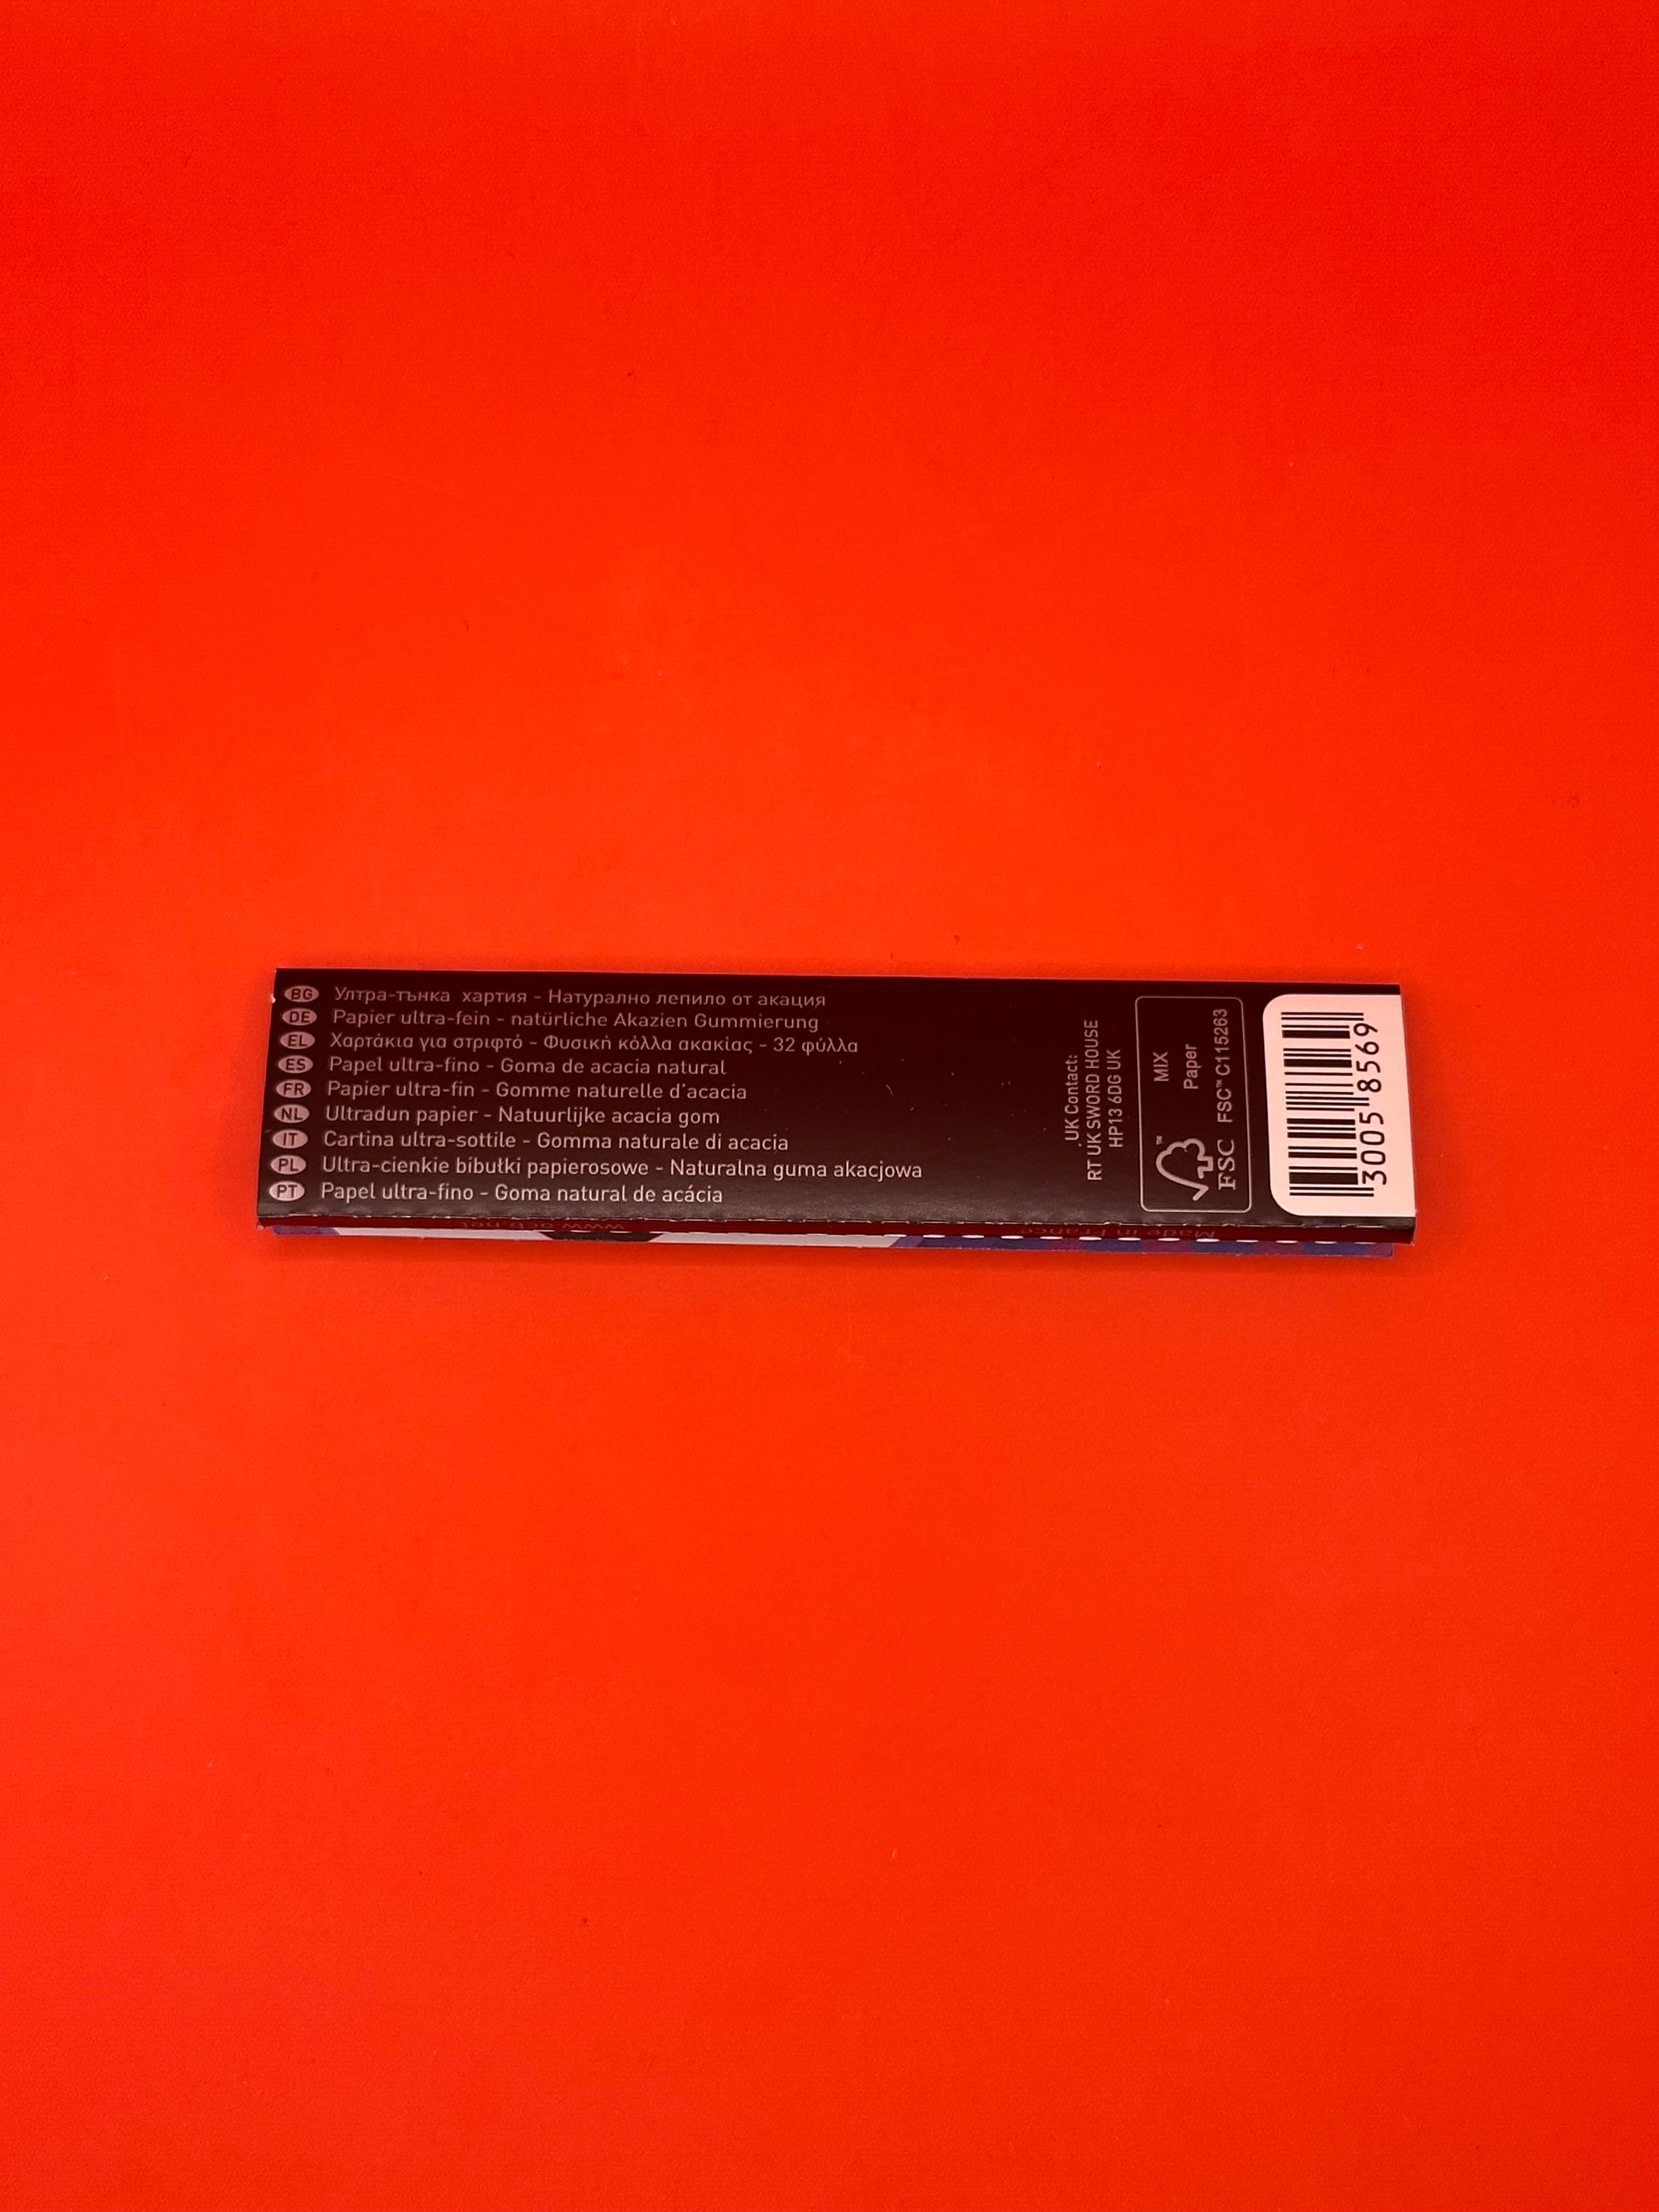 BG Ултра-тънка хартия - Натурално лепило от акация
DE Papier ultra-fein - natürliche Akazien Gummierung
EL Χαρτάκια για στριφτό - Φυσική κόλλα ακακίας - 32 φύλλα
ES Papel ultra-fino - Goma de acacia natural
FR Papier ultra-fin - Gomme naturelle d'acacia
NL Ultradun papier - Natuurlijke acacia gom
IT Cartina ultra-sottile - Gomma naturale di acacia
PL Ultra-cienkie bibułki papierosowe - Naturalna guma akacjowa
PT Papel ultra-fino - Goma natural de acácia
UK Contact:
RT UK SWORD HOUSE
HP13 6DG UK
MIX
Paper
FSC™ C115263
FSC™
3005 8569
www.ocb.net
Made in France